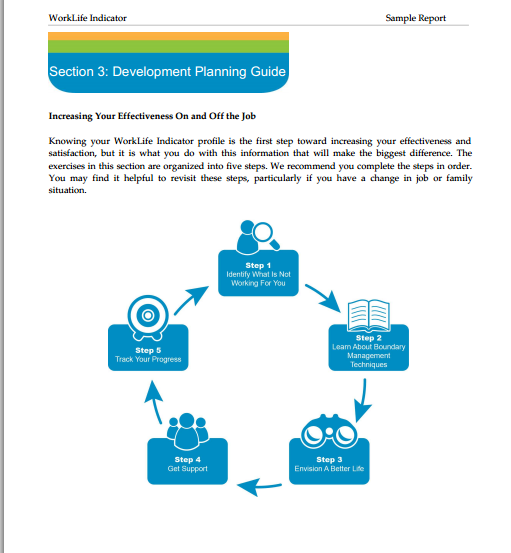 WorkLife Indicator
Sample Report
Section 3: Development Planning Guide
Increasing Your Effectiveness On and Off the Job
Knowing your WorkLife Indicator profile is the first step toward increasing your effectiveness and
satisfaction, but it is what you do with this information that will make the biggest difference. The
exercises in this section are organized into five steps. We recommend you complete the steps in order.
You may find it helpful to revisit these steps, particularly if you have a change in job or family
situation.
Step 1
Identify What Is Not
Working For You
Step 2
Learn About Boundary
Management
Techniques
Step 3
Envision A Better Life
Step 4
Get Support
Step 5
Track Your Progress